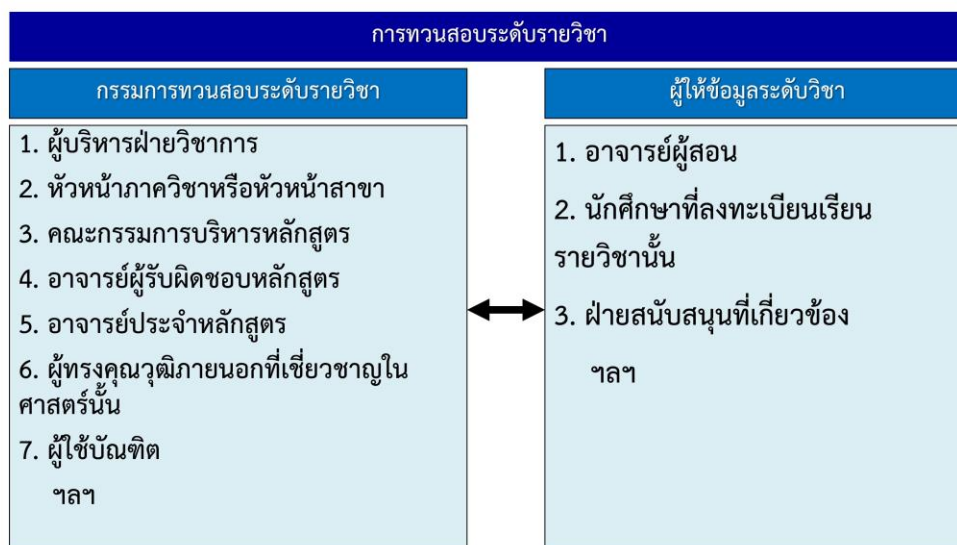 การทวนสอบระดับรายวิชา
กรรมการทวนสอบระดับรายวิชา
1. ผู้บริหารฝ่ายวิชาการ
2. หัวหน้าภาควิชาหรือหัวหน้าสาขา
3. คณะกรรมการบริหารหลักสูตร
4. อาจารย์ผู้รับผิดชอบหลักสูตร
5. อาจารย์ประจำหลักสูตร
6. ผู้ทรงคุณวุฒิภายนอกที่เชี่ยวชาญใน
ศาสตร์นั้น
7. ผู้ใช้บัณฑิต
ฯลฯ
ผู้ให้ข้อมูลระดับวิชา
1. อาจารย์ผู้สอน
2. นักศึกษาที่ลงทะเบียนเรียน
รายวิชานั้น
3. ฝ่ายสนับสนุนที่เกี่ยวข้อง
ฯลฯ